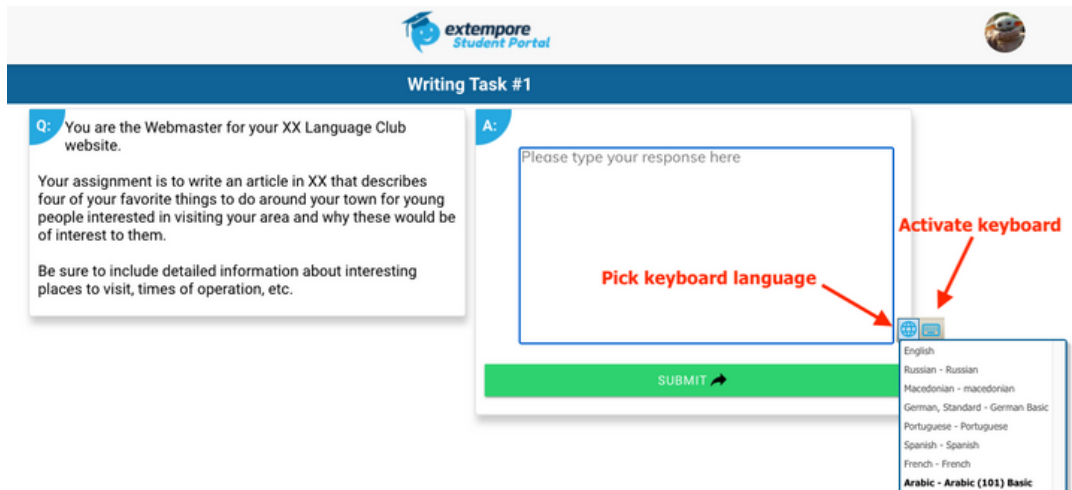 extempore
Student Portal
Writing Task #1
Q:
You are the Webmaster for your XX Language Club
website.
Your assignment is to write an article in XX that describes
four of your favorite things to do around your town for young
people interested in visiting your area and why these would be
of interest to them.
Be sure to include detailed information about interesting
places to visit, times of operation, etc.
A:
Please type your response here
Activate keyboard
Pick keyboard language
SUBMIT
English
Russian - Russian
Macedonian - macedonian
German, Standard - German Basic
Portuguese - Portuguese
Spanish - Spanish
French - French
Arabic - Arabic (101) Basic